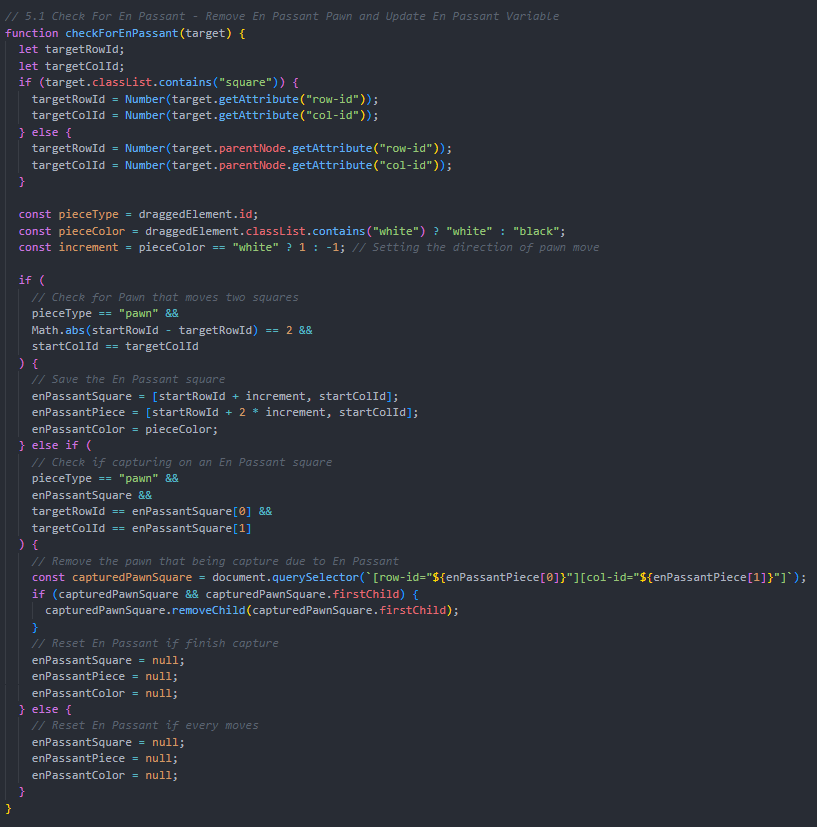 // 5.1 Check For En Passant - Remove En Passant Pawn and Update En Passant Variable
function checkForEnPassant(target) {
  let targetRowId;
  let targetColId;
  if (target.classList.contains("square")) {
    targetRowId = Number(target.getAttribute("row-id"));
    targetColId = Number(target.getAttribute("col-id"));
  } else {
    targetRowId = Number(target.parentNode.getAttribute("row-id"));
    targetColId = Number(target.parentNode.getAttribute("col-id"));
  }

  const pieceType = draggedElement.id;
  const pieceColor = draggedElement.classList.contains("white") ? "white" : "black";
  const increment = pieceColor == "white" ? 1 : -1; // Setting the direction of pawn move

  if (
    // Check for Pawn that moves two squares
    pieceType == "pawn" &&
    Math.abs(startRowId - targetRowId) == 2 &&
    startColId == targetColId
  ) {
    // Save the En Passant square
    enPassantSquare = [startRowId + increment, startColId];
    enPassantPiece = [startRowId + 2 * increment, startColId];
    enPassantColor = pieceColor;
  } else if (
    // Check if capturing on an En Passant square
    pieceType == "pawn" &&
    enPassantSquare &&
    targetRowId == enPassantSquare[0] &&
    targetColId == enPassantSquare[1]
  ) {
    // Remove the pawn that being capture due to En Passant
    const capturedPawnSquare = document.querySelector(`[row-id="${enPassantPiece[0]}"][col-id="${enPassantPiece[1]}"]`);
    if (capturedPawnSquare && capturedPawnSquare.firstChild) {
      capturedPawnSquare.removeChild(capturedPawnSquare.firstChild);
    }
    // Reset En Passant if finish capture
    enPassantSquare = null;
    enPassantPiece = null;
    enPassantColor = null;
  } else {
    // Reset En Passant if every moves
    enPassantSquare = null;
    enPassantPiece = null;
    enPassantColor = null;
  }
}